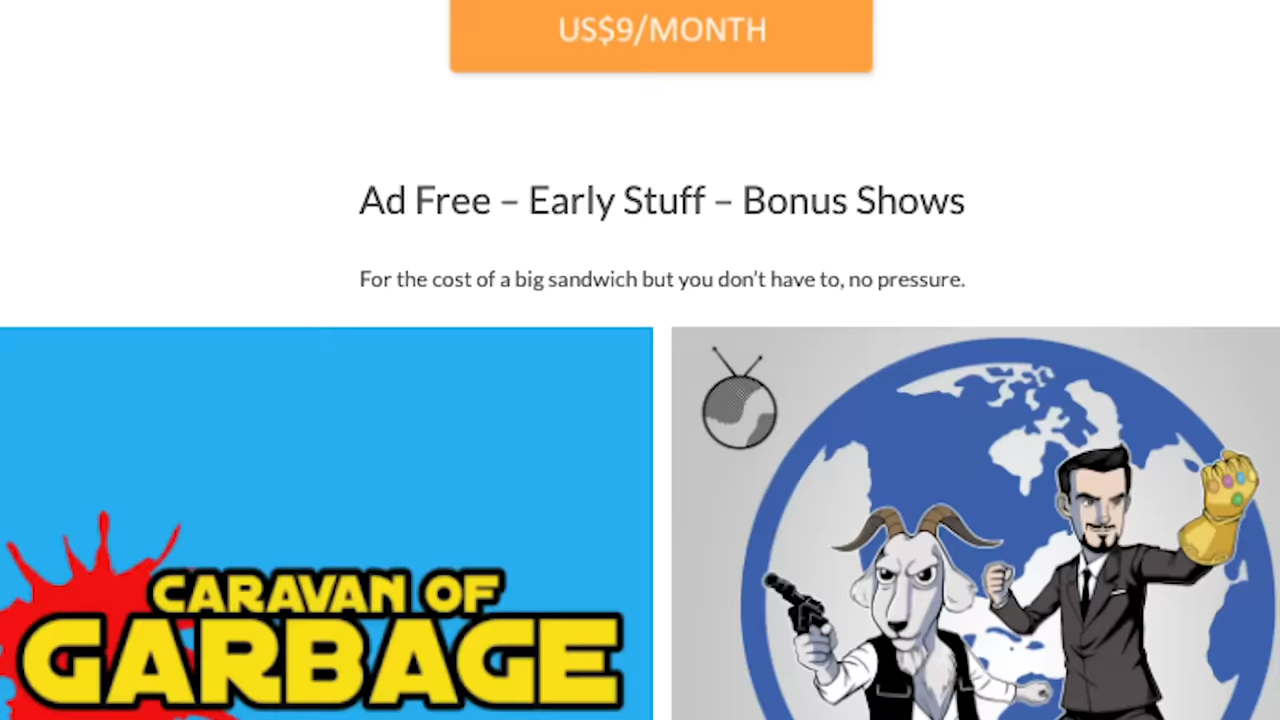 US$9/MONTH
Ad Free – Early Stuff – Bonus Shows
For the cost of a big sandwich but you don’t have to, no pressure.
CARAVAN OF
GARBAGE